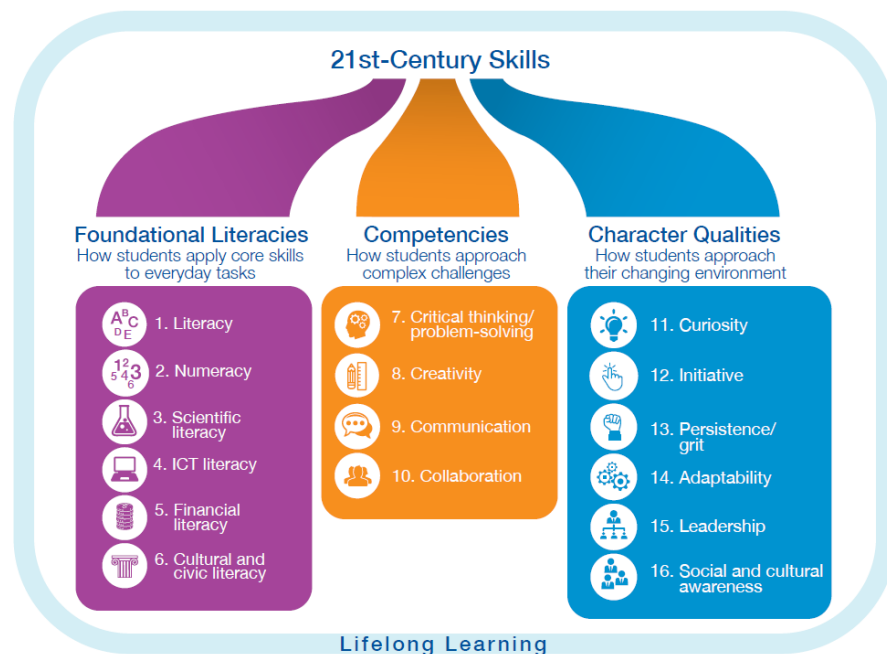 21st-Century Skills
Foundational Literacies
How students apply core skills
to everyday tasks
ABCDE
1. Literacy
123456
2. Numeracy
3. Scientific
literacy
4. ICT literacy
5. Financial
literacy
6. Cultural and
civic literacy
Competencies
How students approach
complex challenges
7. Critical thinking/
problem-solving
8. Creativity
9. Communication
10. Collaboration
Character Qualities
How students approach
their changing environment
11. Curiosity
12. Initiative
13. Persistence/
grit
14. Adaptability
15. Leadership
16. Social and cultural
awareness
Lifelong Learning